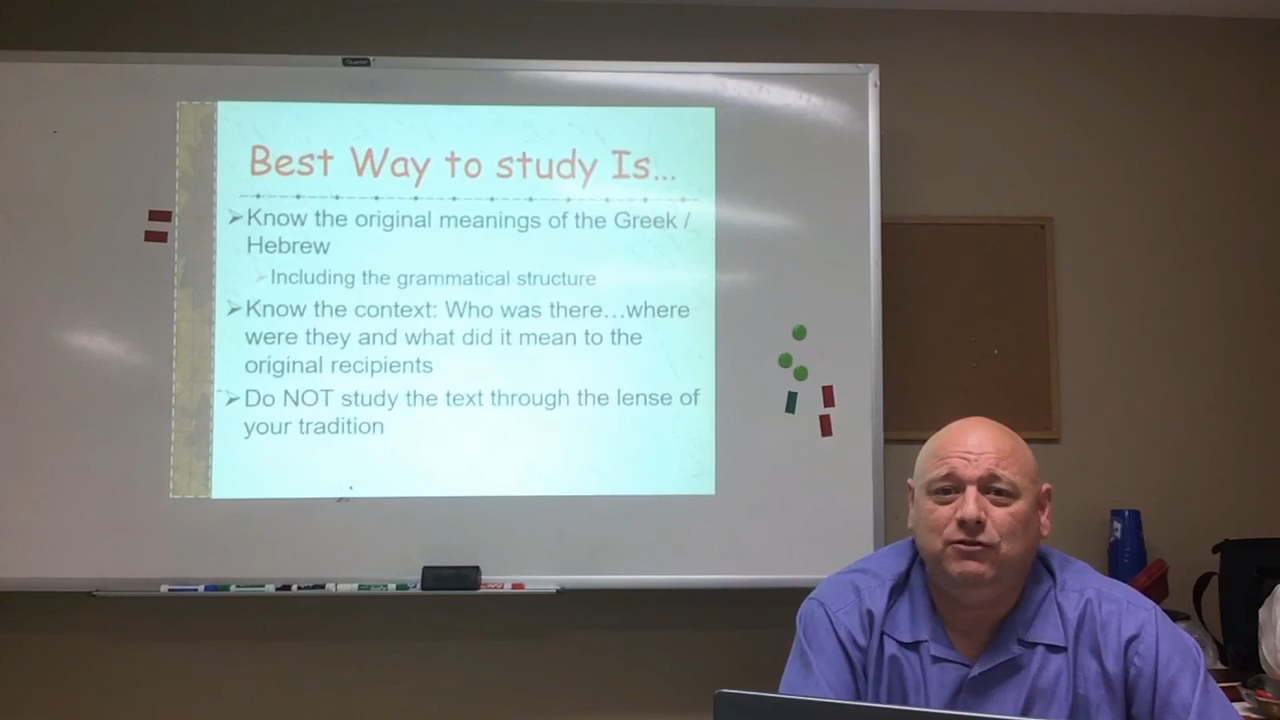 Best Way to study Is...
Know the original meanings of the Greek /
Hebrew
Including the grammatical structure
Know the context: Who was there...where
were they and what did it mean to the
original recipients
Do NOT study the text through the lense of
your tradition
Quartet